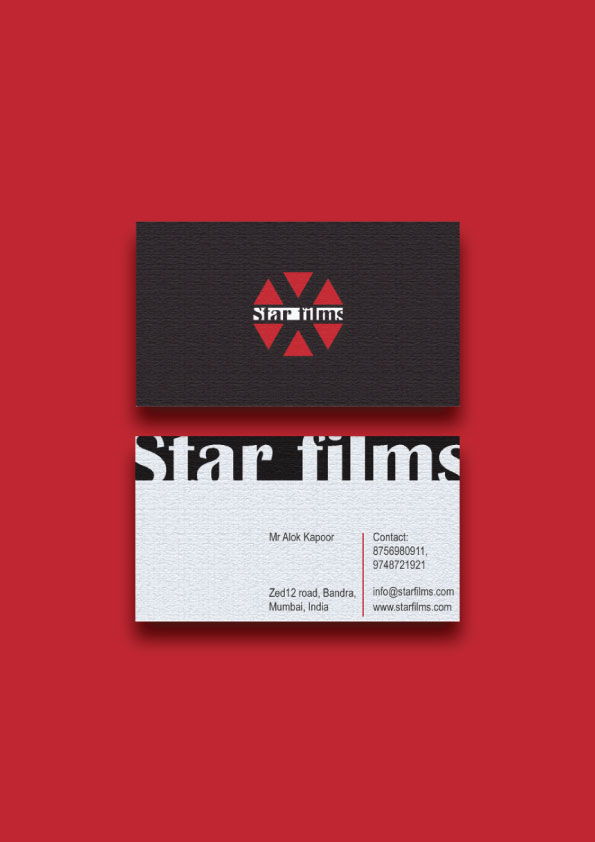 Star films
Star films
Mr Alok Kapoor
Zed12 road, Bandra,
Mumbai, India
Contact:
8756980911,
9748721921
info@starfilms.com
www.starfilms.com